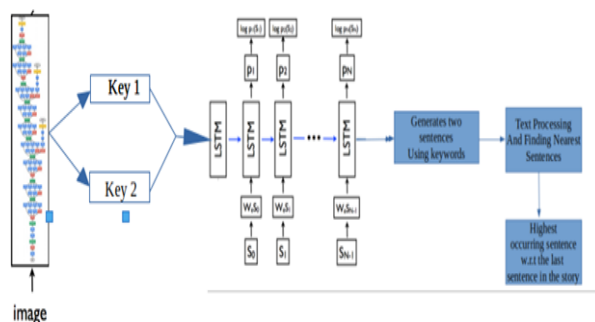 log p₁(S₁)
log p₂(S₂)
log pN(SN)
p₁
p₂
pN
Key 1
Key 2
LSTM
LSTM
LSTM
•••
LSTM
WₑS₀
WₑS₁
WₑSN-1
S₀
S₁
SN-1
Generates two
sentences
Using keywords
Text Processing
And Finding Nearest
Sentences
Highest
occurring sentence
w.r.t the last
sentence in the story
image